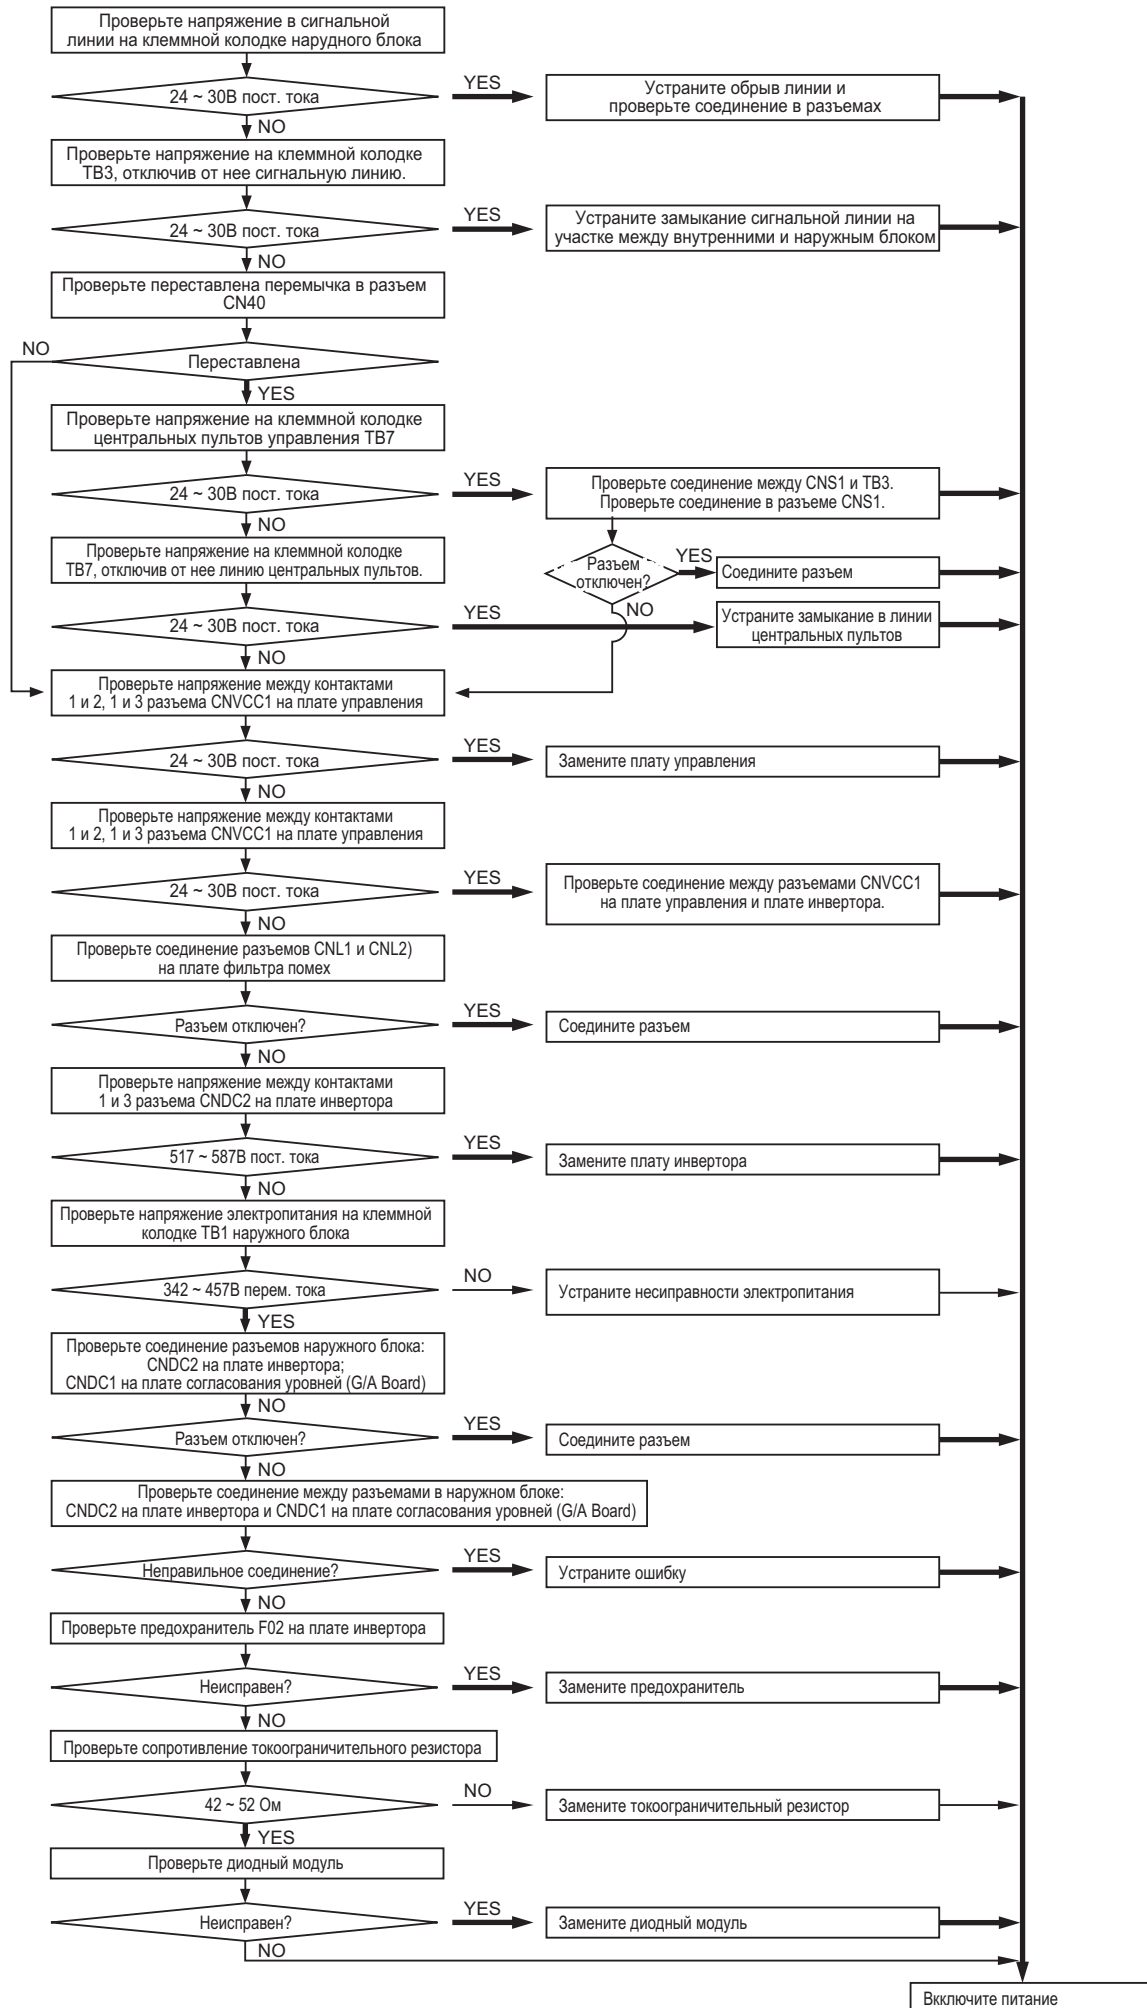 Проверьте напряжение в сигнальной
линии на клеммной колодке нарудного блока
24 ~ 30В пост. тока
YES
Устраните обрыв линии и
проверьте соединение в разъемах
NO
Проверьте напряжение на клеммной колодке
TB3, отключив от нее сигнальную линию.
24 ~ 30В пост. тока
YES
Устраните замыкание сигнальной линии на
участке между внутренними и наружным блоком
NO
Проверьте переставлена перемычка в разъем
CN40
NO
Переставлена
YES
Проверьте напряжение на клеммной колодке
центральных пультов управления TB7
24 ~ 30В пост. тока
YES
Проверьте соединение между CNS1 и TB3.
Проверьте соединение в разъеме CNS1.
NO
Проверьте напряжение на клеммной колодке
TB7, отключив от нее линию центральных пультов.
Разъем
отключен?
YES
Соедините разъем
NO
24 ~ 30В пост. тока
YES
Устраните замыкание в линии
центральных пультов
NO
Проверьте напряжение между контактами
1 и 2, 1 и 3 разъема CNVCC1 на плате управления
24 ~ 30В пост. тока
YES
Замените плату управления
NO
Проверьте напряжение между контактами
1 и 2, 1 и 3 разъема CNVCC1 на плате управления
24 ~ 30В пост. тока
YES
Проверьте соединение между разъемами CNVCC1
на плате управления и плате инвертора.
NO
Проверьте соединение разъемов CNL1 и CNL2)
на плате фильтра помех
Разъем отключен?
YES
Соедините разъем
NO
Проверьте напряжение между контактами
1 и 3 разъема CNDC2 на плате инвертора
517 ~ 587В пост. тока
YES
Замените плату инвертора
NO
Проверьте напряжение электропитания на клеммной
колодке TB1 наружного блока
342 ~ 457В перем. тока
NO
Устраните несиправности электропитания
YES
Проверьте соединение разъемов наружного блока:
CNDC2 на плате инвертора;
CNDC1 на плате согласования уровней (G/A Board)
NO
Разъем отключен?
YES
Соедините разъем
NO
Проверьте соединение между разъемами в наружном блоке:
CNDC2 на плате инвертора и CNDC1 на плате согласования уровней (G/A Board)
Неправильное соединение?
YES
Устраните ошибку
NO
Проверьте предохранитель F02 на плате инвертора
Неисправен?
YES
Замените предохранитель
NO
Проверьте сопротивление токоограничительного резистора
42 ~ 52 Ом
NO
Замените токоограничительный резистор
YES
Проверьте диодный модуль
Неисправен?
YES
Замените диодный модуль
NO
Вкключите питание